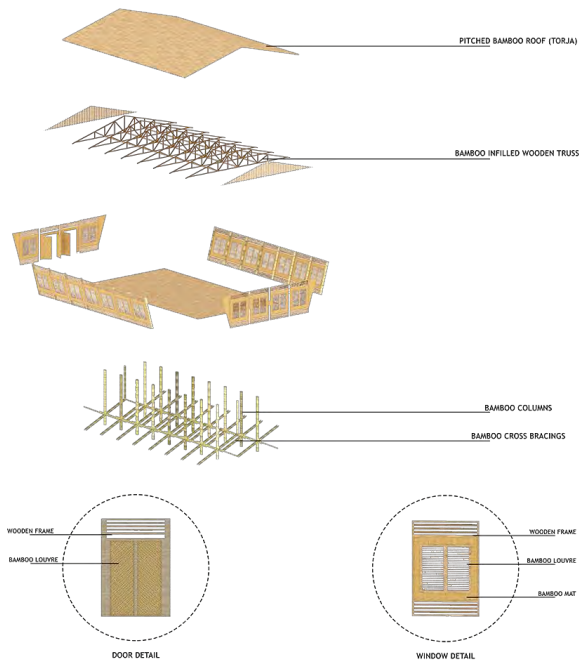 PITCHED BAMBOO ROOF (TORJA)
BAMBOO INFILLED WOODEN TRUSS
BAMBOO COLUMNS
BAMBOO CROSS BRACINGS
WOODEN FRAME
BAMBOO LOUVRE
DOOR DETAIL
WOODEN FRAME
BAMBOO LOUVRE
BAMBOO MAT
WINDOW DETAIL